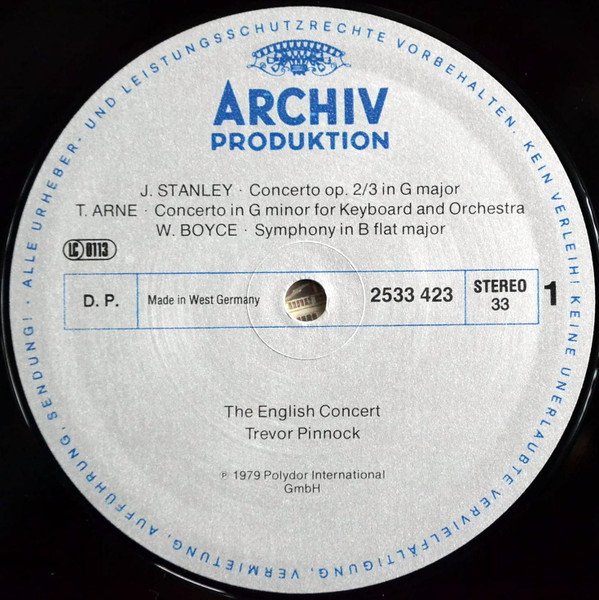 ALLE URHEBER- UND LEISTUNGSSCHUTZRECHTE VORBEHALTEN. KEIN VERLEIH! KEINE UNERLAUBTE VERVIELFÄLTIGUNG, VERMIETUNG, AUFFÜHRUNG, SENDUNG! ·
ARCHIV
PRODUKTION
J. STANLEY · Concerto op. 2/3 in G major
T. ARNE · Concerto in G minor for Keyboard and Orchestra
W. BOYCE · Symphony in B flat major
LC 0113
D. P. Made in West Germany 2533 423 STEREO 1
33
The English Concert
Trevor Pinnock
℗ 1979 Polydor International
GmbH